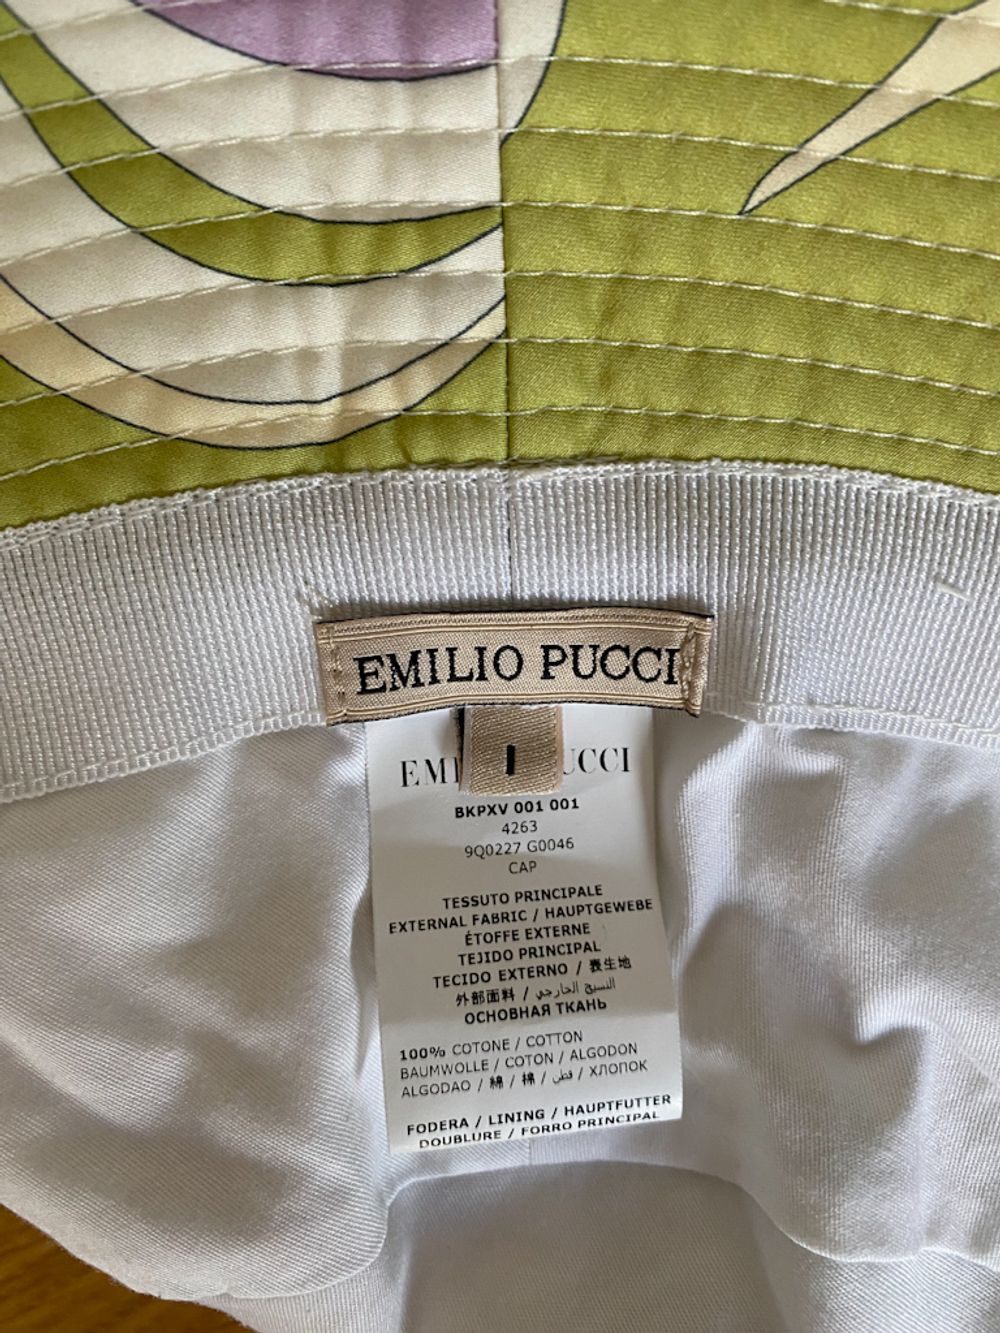 EMILIO PUCCI
I
EMI UCCI
BKPXV 001 001
4263
9Q0227 G0046
CAP
TESSUTO PRINCIPALE
EXTERNAL FABRIC / HAUPTGEWEBE
ÉTOFFE EXTERNE
TEJIDO PRINCIPAL
TECIDO EXTERNO / 表生地
外部面料 / النسيج الخارجي
ОСНОВНАЯ ТКАНЬ
100% COTONE / COTTON
BAUMWOLLE / COTON / ALGODON
ALGODAO / 綿 / 棉 / قطن / ХЛОПОК
FODERA / LINING / HAUPTFUTTER
DOUBLURE / FORRO PRINCIPAL